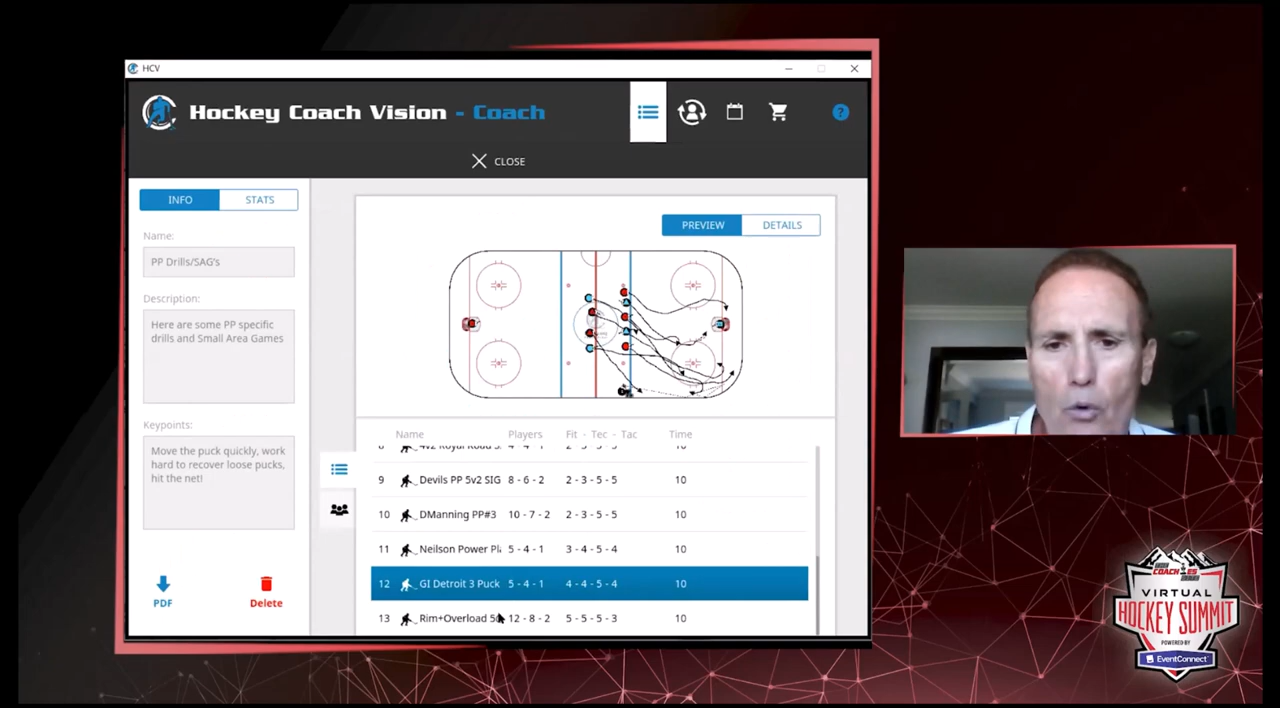 HCV
Hockey Coach Vision - Coach
?
CLOSE
INFO
STATS
Name:
PP Drills/SAG's
Description:
Here are some PP specific
drills and Small Area Games
Keypoints:
Move the puck quickly, work
hard to recover loose pucks,
hit the net!
PDF
Delete
PREVIEW
DETAILS
Name Players Fit - Tec - Tac Time
9 Devils PP 5v2 SIG 8 - 6 - 2 2 - 3 - 5 - 5 10
10 DManning PP#3 10 - 7 - 2 2 - 3 - 5 - 5 10
11 Neilson Power 5 - 4 - 1 3 - 4 - 5 - 4 10
12 GI Detroit 3 Puck 5 - 4 - 1 4 - 4 - 5 - 4 10
13 Rim+Overload 12 - 8 - 2 5 - 5 - 5 - 3 10
THE COACHES SITE
VIRTUAL
HOCKEY SUMMIT
POWERED BY
EventConnect